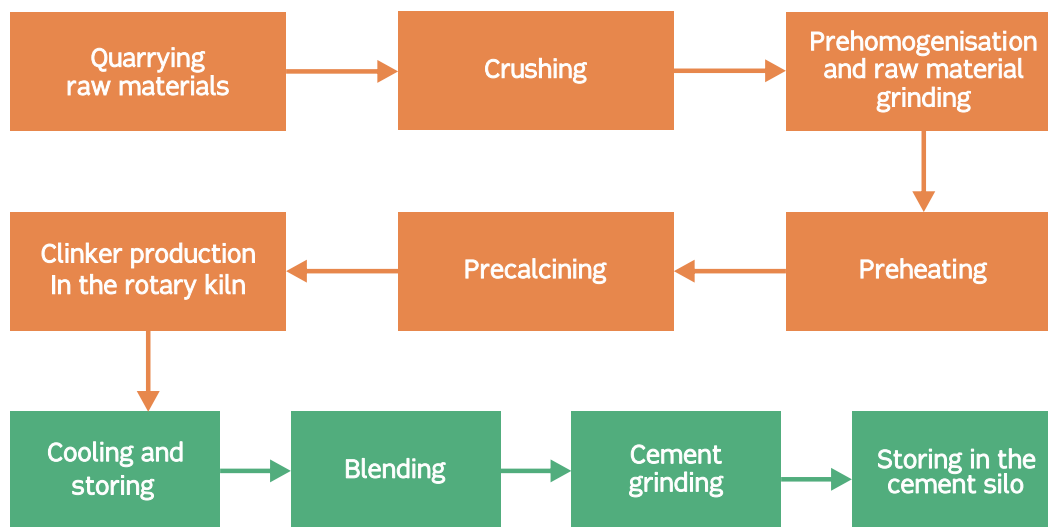 Quarrying
raw materials
Crushing
Prehomogenisation
and raw material
grinding
Clinker production
In the rotary kiln
Precalcining
Preheating
Cooling and
storing
Blending
Cement
grinding
Storing in the
cement silo